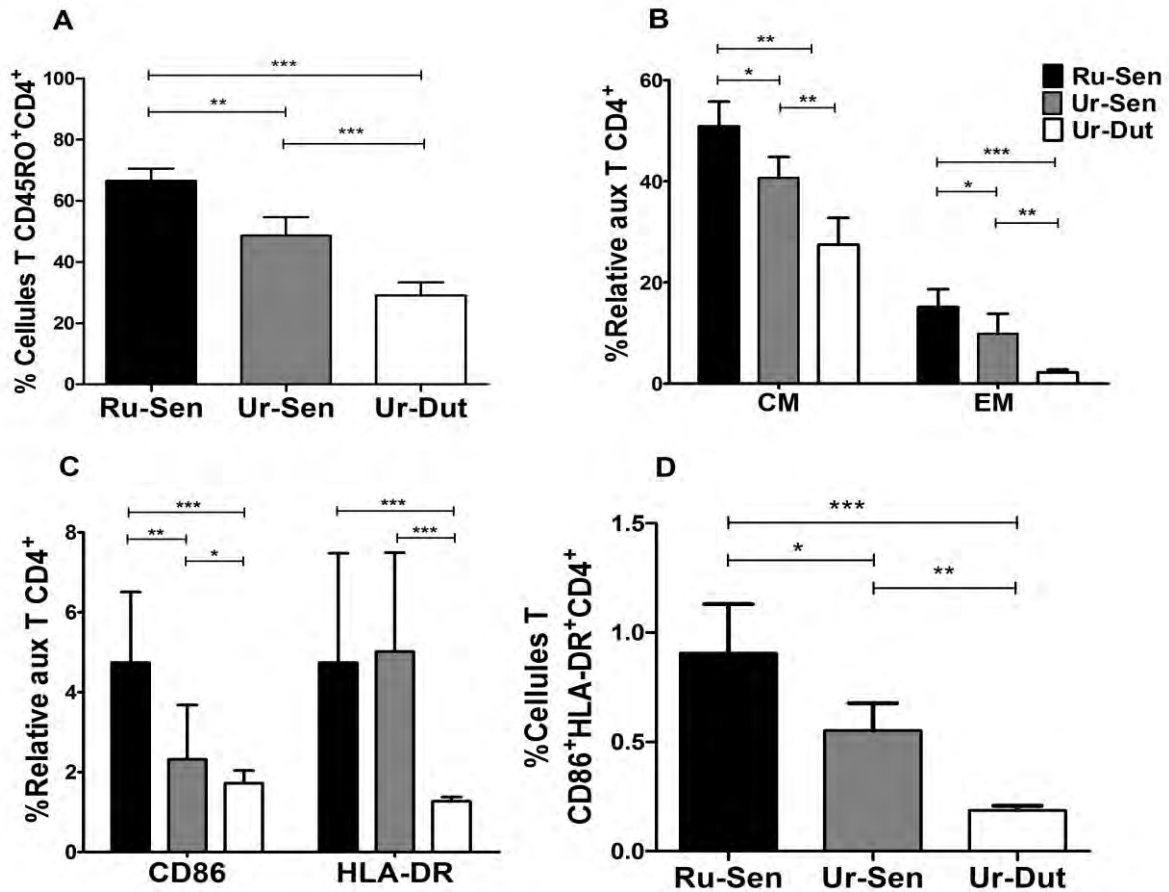 A
% Cellules T CD45RO⁺CD4⁺
100
80
60
40
20
0
***
**
***
Ru-Sen Ur-Sen Ur-Dut
B
%Relative aux T CD4⁺
60
40
20
0
**
*
**
***
*
**
CM EM
Ru-Sen
Ur-Sen
Ur-Dut
C
%Relative aux T CD4⁺
8
6
4
2
0
***
**
*
***
***
CD86 HLA-DR
D
%Cellules T
CD86⁺HLA-DR⁺CD4⁺
1.5
1.0
0.5
0.0
***
*
**
Ru-Sen Ur-Sen Ur-Dut